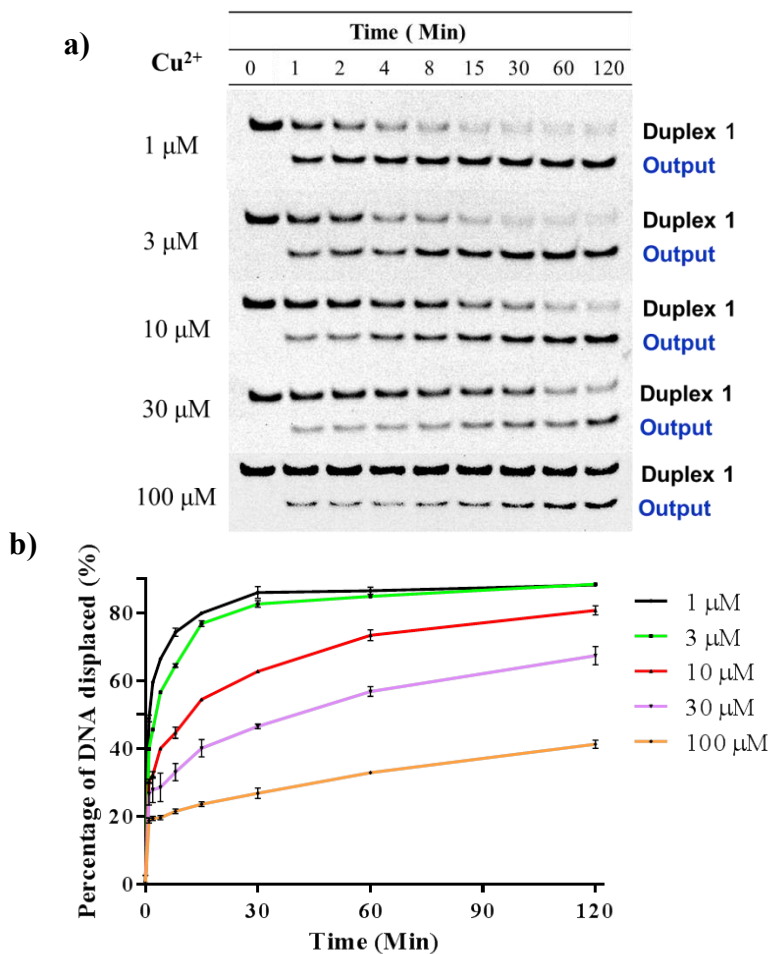 a)
Time ( Min)
Cu2+
0 1 2 4 8 15 30 60 120
1 μM
Duplex 1
Output
3 μM
Duplex 1
Output
10 μM
Duplex 1
Output
30 μM
Duplex 1
Output
100 μM
Duplex 1
Output
b)
Percentage of DNA displaced (%)
80
60
40
20
0
0 30 60 90 120
Time (Min)
1 μM
3 μM
10 μM
30 μM
100 μM